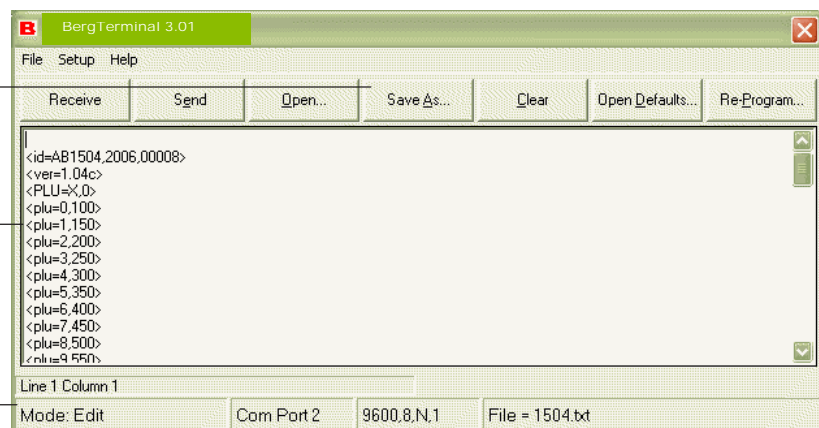 B BergTerminal 3.01
File Setup Help
Receive Send Open... Save As... Clear Open Defaults... Re-Program...
<id=AB1504,2006,00008>
<ver=1.04c>
<PLU=X,0>
<plu=0,100>
<plu=1,150>
<plu=2,200>
<plu=3,250>
<plu=4,300>
<plu=5,350>
<plu=6,400>
<plu=7,450>
<plu=8,500>
<plu=9,550>
Line 1 Column 1
Mode: Edit Com Port 2 9600,8,N,1 File = 1504.txt